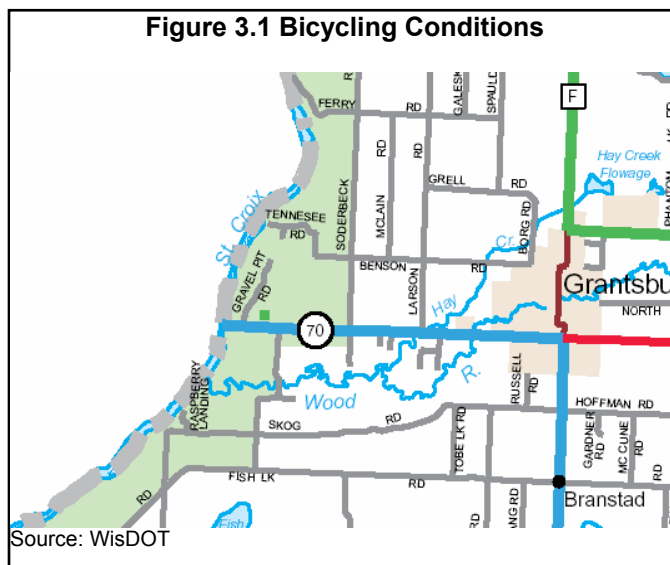 Figure 3.1 Bicycling Conditions
R
FERRY RD
GALESK
SPAULD
F
LK RD
PHANTOM
Hay Creek
Flowage
RD
RD
GRELL RD
St. Croix
TENNESEE
RD
SODERBECK
MCLAIN
BORG RD
Cr.
BENSON RD
GRAVEL PIT
RD
LARSON
Hay
Grantsbu
NORTH
70
RASPBERRY
LANDING
Wood
R.
RUSSELL
RD
HOFFMAN RD
SKOG RD
TOBE LK RD
GARDNER
RD
MC CUNE
RD
FISH LK RD
RD
ANG RD
Branstad
Fish
Source: WisDOT